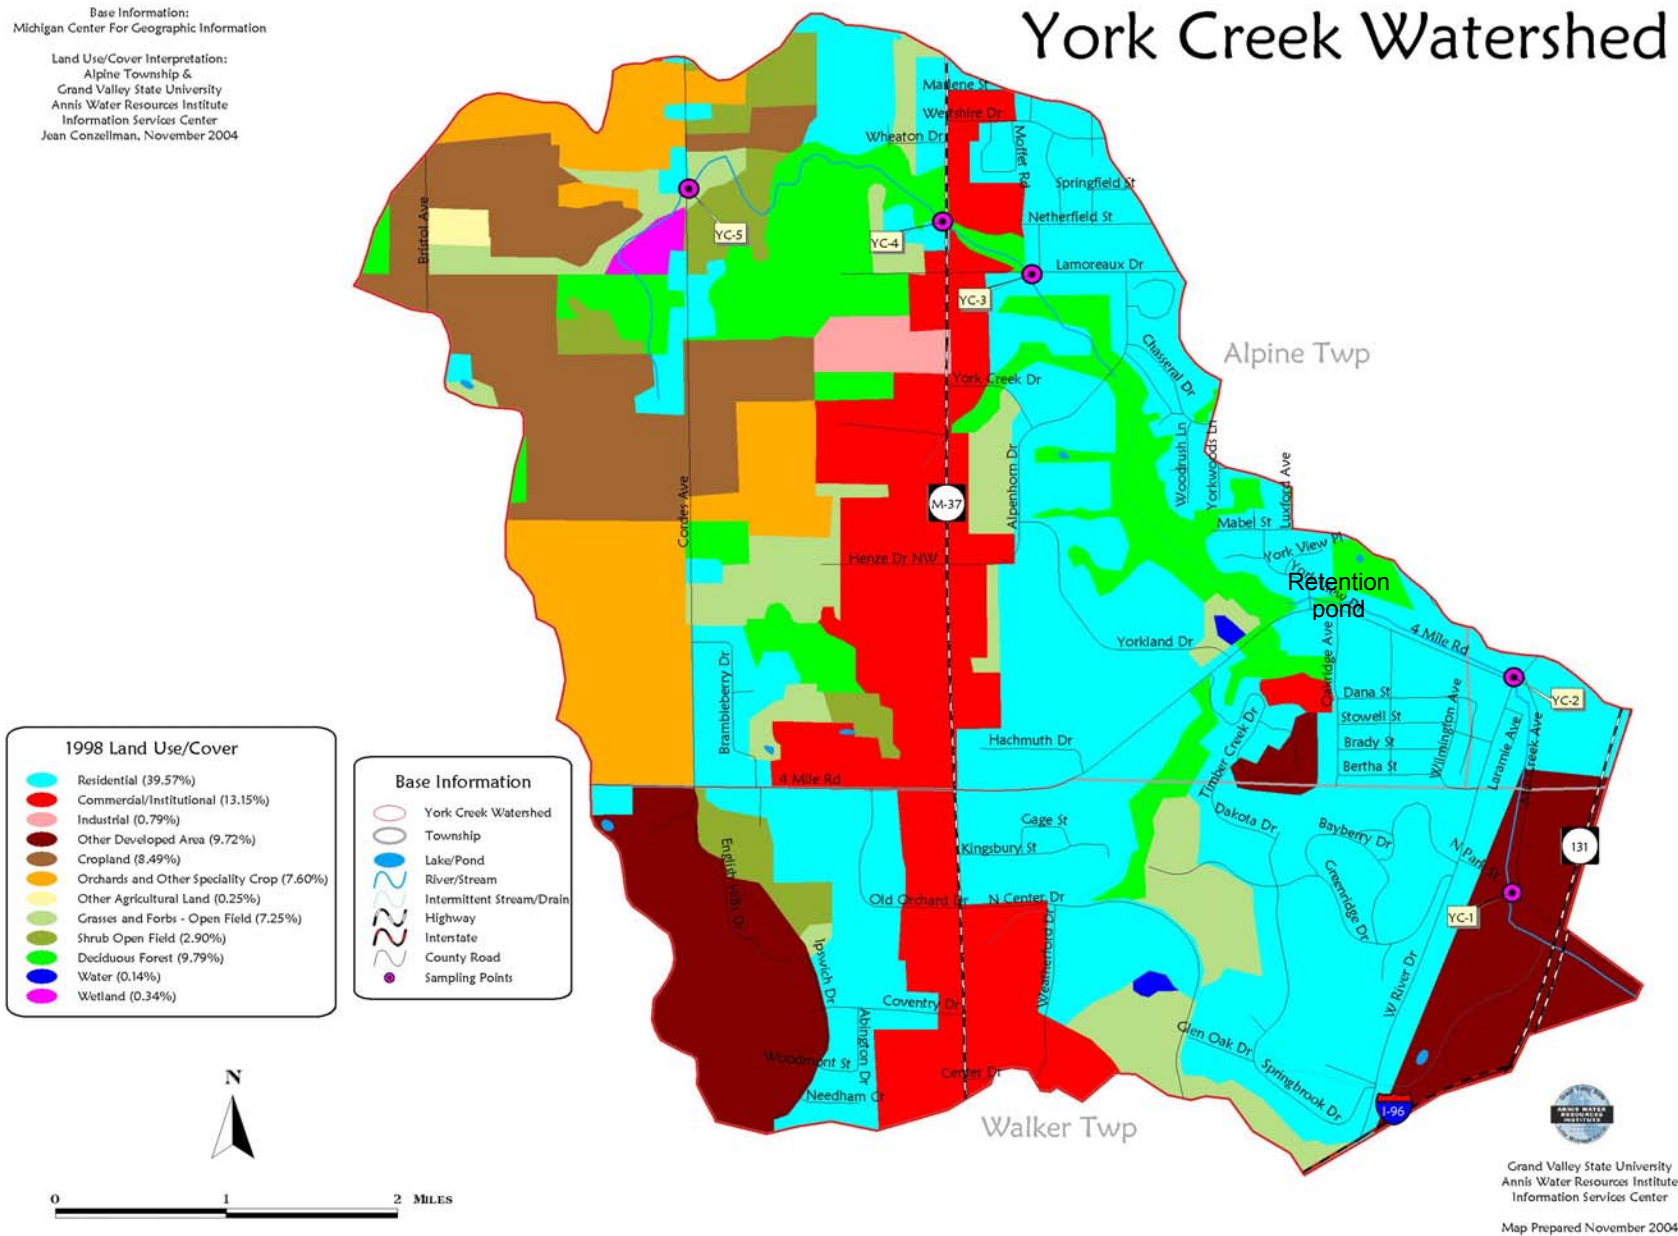 Base Information:
Michigan Center For Geographic Information
Land Use/Cover Interpretation:
Alpine Township &
Grand Valley State University
Annis Water Resources Institute
Information Services Center
Jean Conzellman, November 2004
York Creek Watershed
Marlene St
Westshire Dr
Wheaton Dr
Moffet Rd
Springfield St
Netherfield St
Lamoreaux Dr
Bristol Ave
YC-5
YC-4
YC-3
Alpine Twp
Chasseral Dr
York Creek Dr
Woodrush Ln
Yorkwoods Ln
Luxford Ave
Alpenhorn Dr
M-37
Cordes Ave
Mabel St
York View Pl
Henze Dr NW
Retention
pond
4 Mile Rd
Yorkland Dr
Oakridge Ave
Brambleberry Dr
Dana St
Stowell St
Brady St
Bertha St
Wilmington Ave
Laramie Ave
YC-2
Timber Creek Dr
Hachmuth Dr
4 Mile Rd
Dakota Dr
Bayberry Dr
Gage St
Kingsbury St
N Park St
131
English Hills Dr
Old Orchard Dr
N Center Dr
Greenridge Dr
YC-1
Ipswich Dr
Weatherford Dr
W River Dr
Coventry Dr
Abington Dr
Glen Oak Dr
Woodmont St
Center Dr
Springbrook Dr
Needham Ct
Walker Twp
I-96
1998 Land Use/Cover
Residential (39.57%)
Commercial/Institutional (13.15%)
Industrial (0.79%)
Other Developed Area (9.72%)
Cropland (8.49%)
Orchards and Other Speciality Crop (7.60%)
Other Agricultural Land (0.25%)
Grasses and Forbs - Open Field (7.25%)
Shrub Open Field (2.90%)
Deciduous Forest (9.79%)
Water (0.14%)
Wetland (0.34%)
Base Information
York Creek Watershed
Township
Lake/Pond
River/Stream
Intermittent Stream/Drain
Highway
Interstate
County Road
Sampling Points
N
0 1 2 MILES
ANNIS WATER
RESOURCES
INSTITUTE
Grand Valley State University
Annis Water Resources Institute
Information Services Center
Map Prepared November 2004